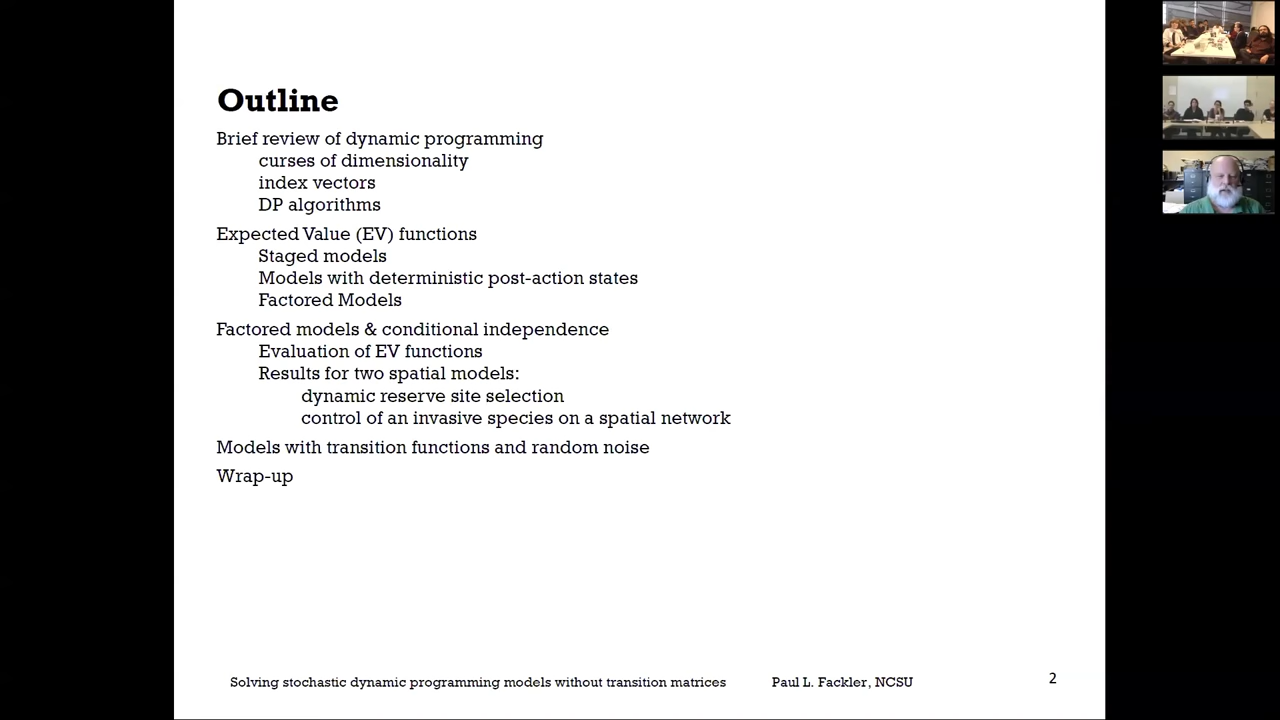 Outline
Brief review of dynamic programming
curses of dimensionality
index vectors
DP algorithms
Expected Value (EV) functions
Staged models
Models with deterministic post-action states
Factored Models
Factored models & conditional independence
Evaluation of EV functions
Results for two spatial models:
dynamic reserve site selection
control of an invasive species on a spatial network
Models with transition functions and random noise
Wrap-up
Solving stochastic dynamic programming models without transition matrices Paul L. Fackler, NCSU 2